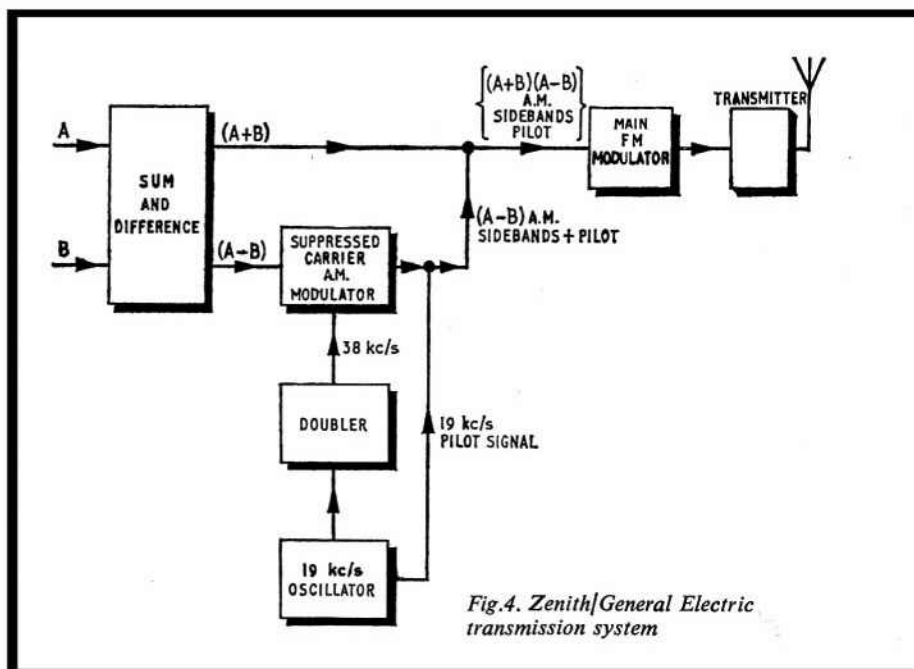 A
B
SUM
AND
DIFFERENCE
(A+B)
(A-B)
SUPPRESSED
CARRIER
A.M.
MODULATOR
38 kc/s
DOUBLER
19 kc/s
OSCILLATOR
19 kc/s
PILOT SIGNAL
(A-B) A.M.
SIDEBANDS + PILOT
{(A+B)(A-B)
A.M.
SIDEBANDS
PILOT}
MAIN
FM
MODULATOR
TRANSMITTER
Fig.4. Zenith/General Electric
transmission system